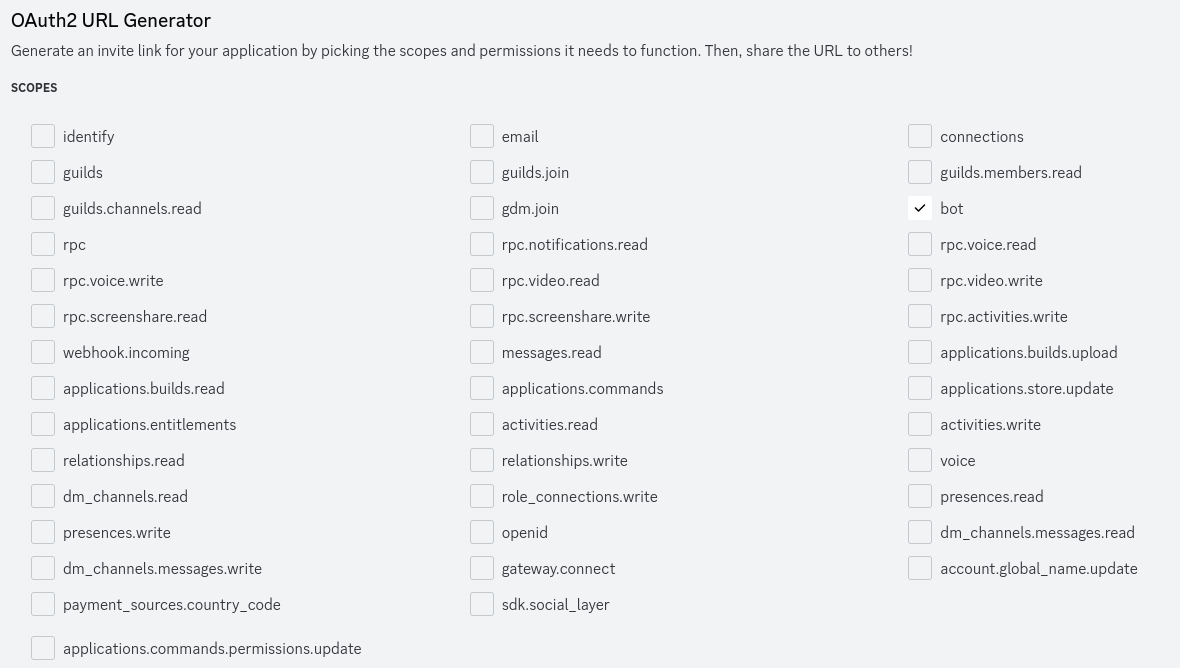 OAuth2 URL Generator
Generate an invite link for your application by picking the scopes and permissions it needs to function. Then, share the URL to others!
SCOPES
identify email connections
guilds guilds.join guilds.members.read
guilds.channels.read gdm.join bot
rpc rpc.notifications.read rpc.voice.read
rpc.voice.write rpc.video.read rpc.video.write
rpc.screenshare.read rpc.screenshare.write rpc.activities.write
webhook.incoming messages.read applications.builds.upload
applications.builds.read applications.commands applications.store.update
applications.entitlements activities.read activities.write
relationships.read relationships.write voice
dm_channels.read role_connections.write presences.read
presences.write openid dm_channels.messages.read
dm_channels.messages.write gateway.connect account.global_name.update
payment_sources.country_code sdk.social_layer
applications.commands.permissions.update